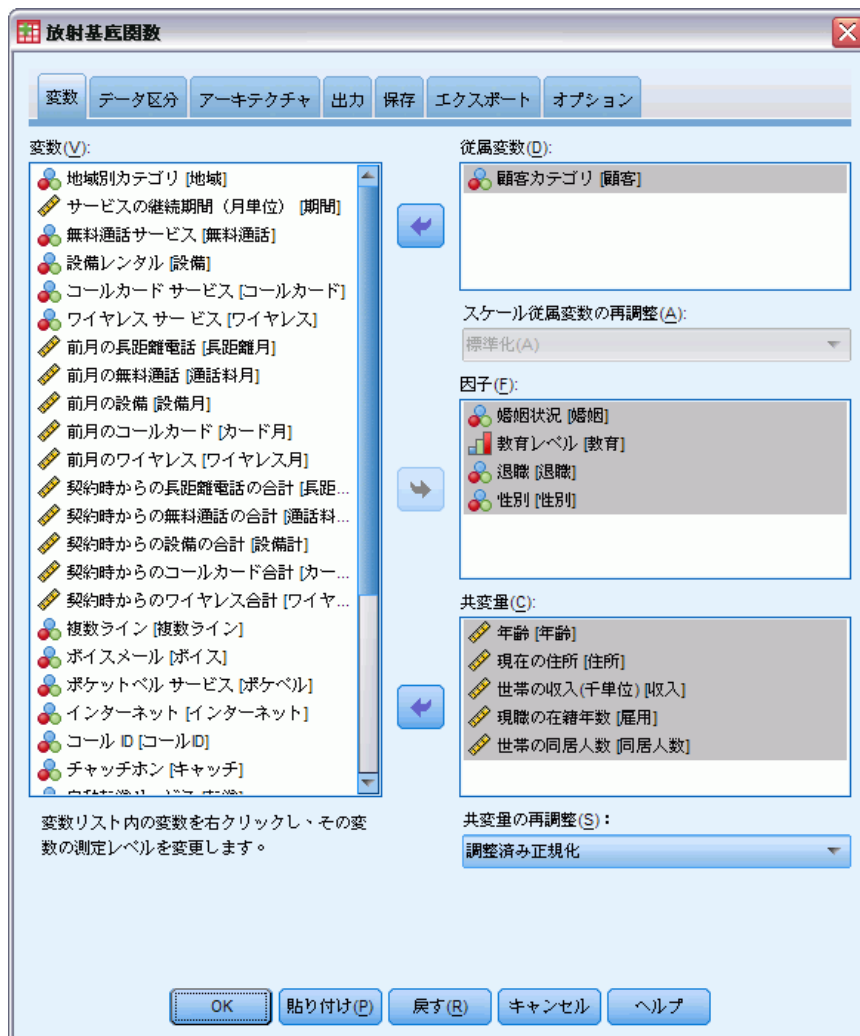 放射基底関数
変数
データ区分
アーキテクチャ
出力
保存
エクスポート
オプション
変数(V):
地域別カテゴリ [地域]
サービスの継続期間（月単位） [期間]
無料通話サービス [無料通話]
設備レンタル [設備]
コールカード サービス [コールカード]
ワイヤレス サー ビス [ワイヤレス]
前月の長距離電話 [長距離月]
前月の無料通話 [通話料月]
前月の設備 [設備月]
前月のコールカード [カード月]
前月のワイヤレス [ワイヤレス月]
契約時からの長距離電話の合計 [長距...
契約時からの無料通話の合計 [通話料...
契約時からの設備の合計 [設備計]
契約時からのコールカード合計 [カー...
契約時からのワイヤレス合計 [ワイヤ...
複数ライン [複数ライン]
ボイスメール [ボイス]
ポケットベル サービス [ポケベル]
インターネット [インターネット]
コール ID [コールID]
チャッチホン [キャッチ]
変数リスト内の変数を右クリックし、その変
数の測定レベルを変更します。
従属変数(D):
顧客カテゴリ [顧客]
スケール従属変数の再調整(A):
標準化(A)
因子(F):
婚姻状況 [婚姻]
教育レベル [教育]
退職 [退職]
性別 [性別]
共変量(C):
年齢 [年齢]
現在の住所 [住所]
世帯の収入(千単位) [収入]
現職の在籍年数 [雇用]
世帯の同居人数 [同居人数]
共変量の再調整(S)：
調整済み正規化
OK
貼り付け(P)
戻す(R)
キャンセル
ヘルプ